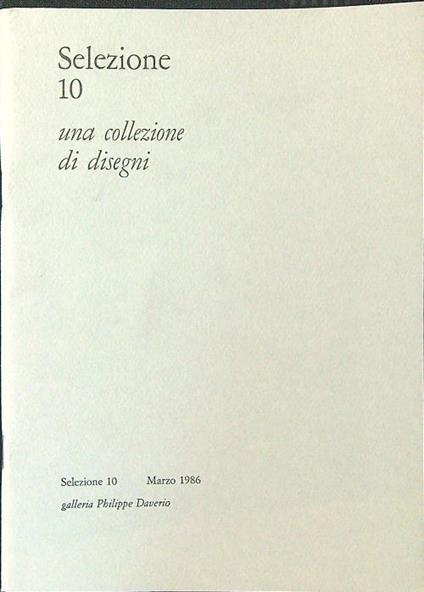 Selezione
10
una collezione
di disegni
Selezione 10 Marzo 1986
galleria Philippe Daverio